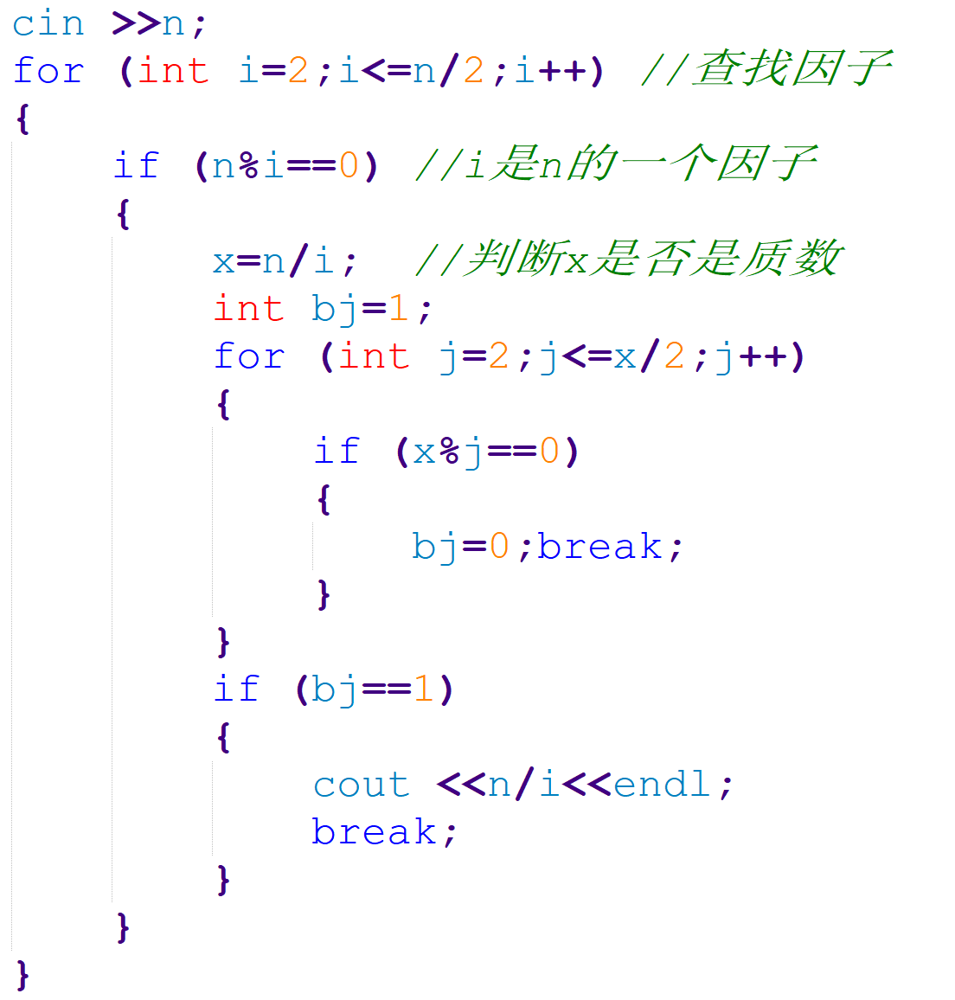 cin >>n;
for (int i=2;i<=n/2;i++) //查找因子
{
    if (n%i==0) //i是n的一个因子
    {
        x=n/i;  //判断x是否是质数
        int bj=1;
        for (int j=2;j<=x/2;j++)
        {
            if (x%j==0)
            {
                bj=0;break;
            }
        }
        if (bj==1)
        {
            cout <<n/i<<endl;
            break;
        }
    }
}